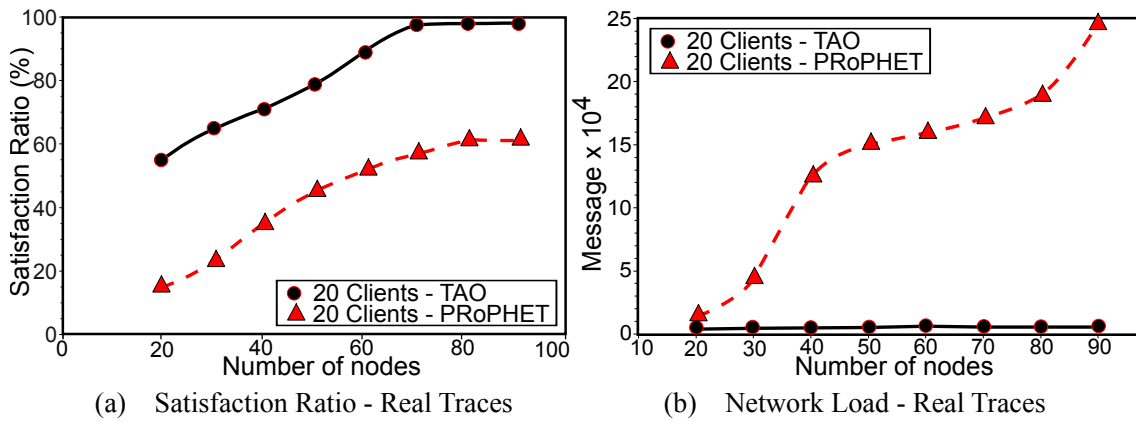 Satisfaction Ratio (%)
100
80
60
40
20
0
20 Clients - TAO
20 Clients - PRoPHET
0 20 40 60 80 100
Number of nodes
(a) Satisfaction Ratio - Real Traces
Message x 10^4
25
20
15
10
5
0
20 Clients - TAO
20 Clients - PRoPHET
10 20 30 40 50 60 70 80 90
Number of nodes
(b) Network Load - Real Traces